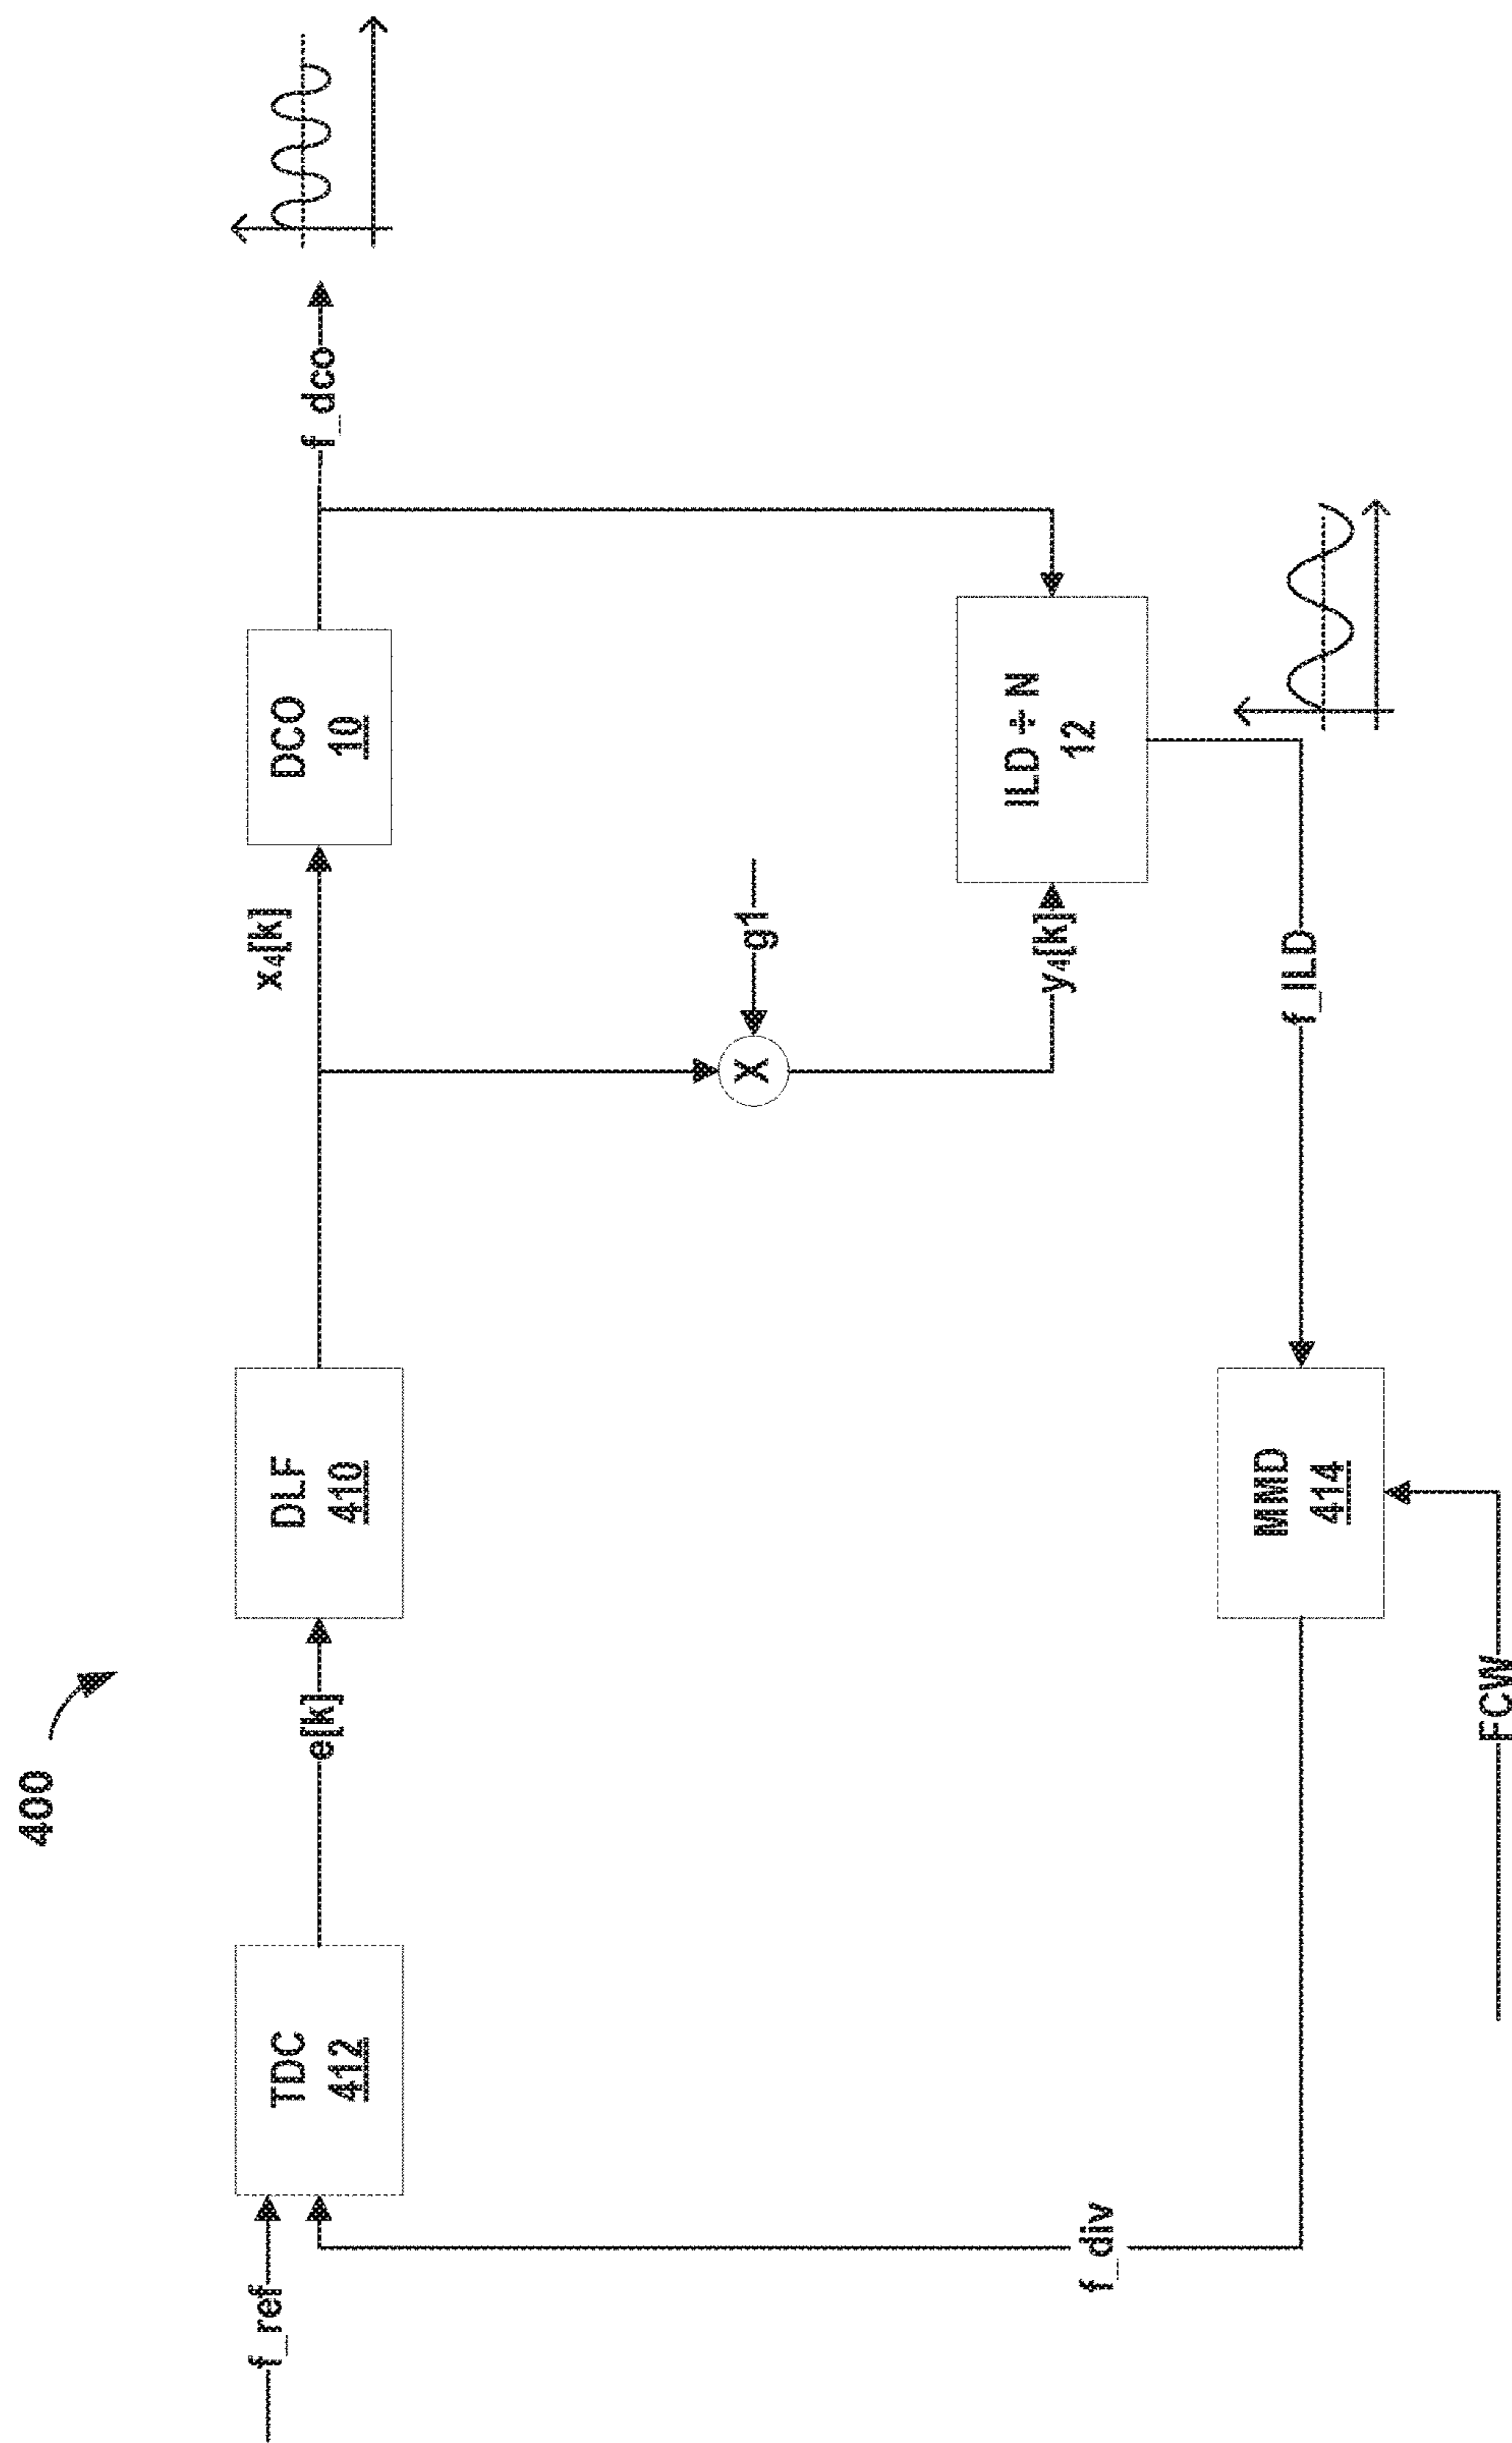 400
f_ref
TDC
412
e[k]
DLF
410
x₄[k]
DCO
10
f_dco
g1
X
y₄[k]
ILD ÷ N
12
f_ILD
MMD
414
f_div
FCW